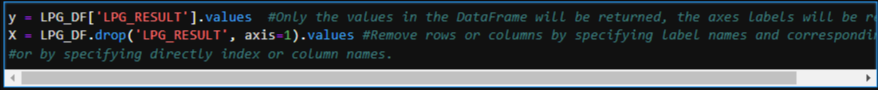 y = LPG_DF['LPG_RESULT'].values #Only the values in the DataFrame will be returned, the axes labels will be
X = LPG_DF.drop('LPG_RESULT', axis=1).values #Remove rows or columns by specifying label names and
#or by specifying directly index or column names.